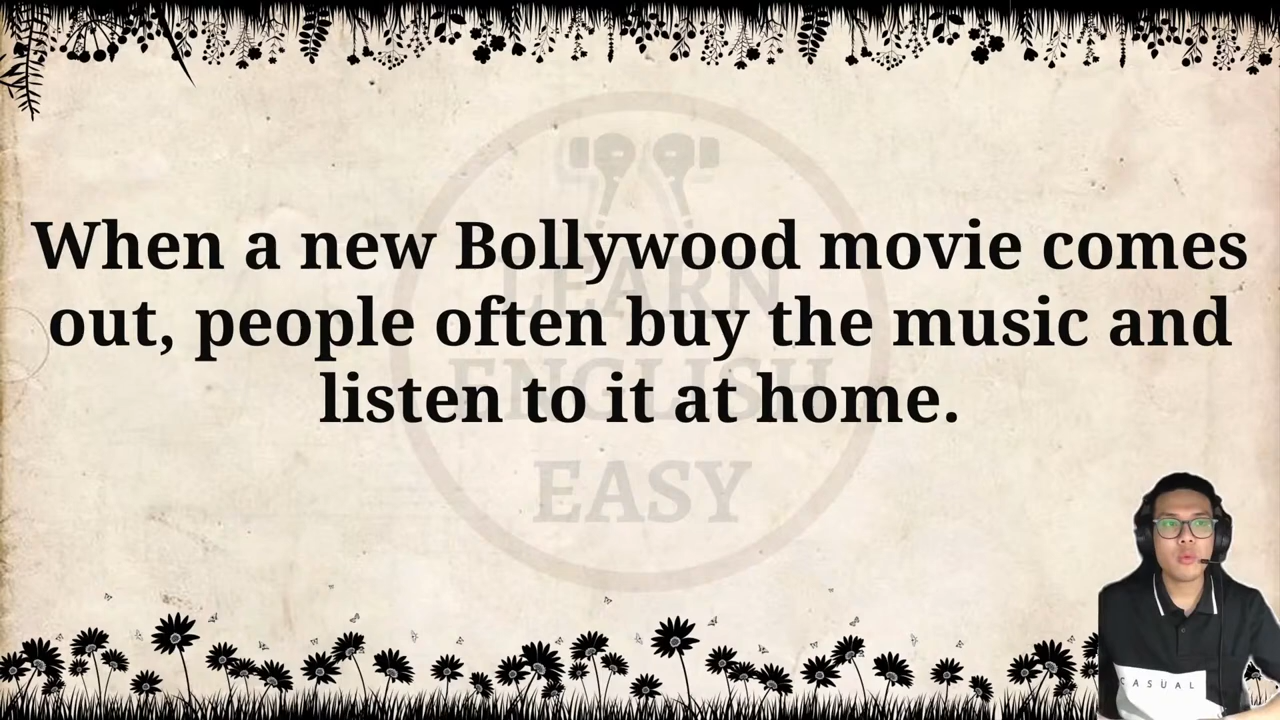 When a new Bollywood movie comes
out, people often buy the music and
listen to it at home.
LEARN
ENGLISH
EASY
CASUAL